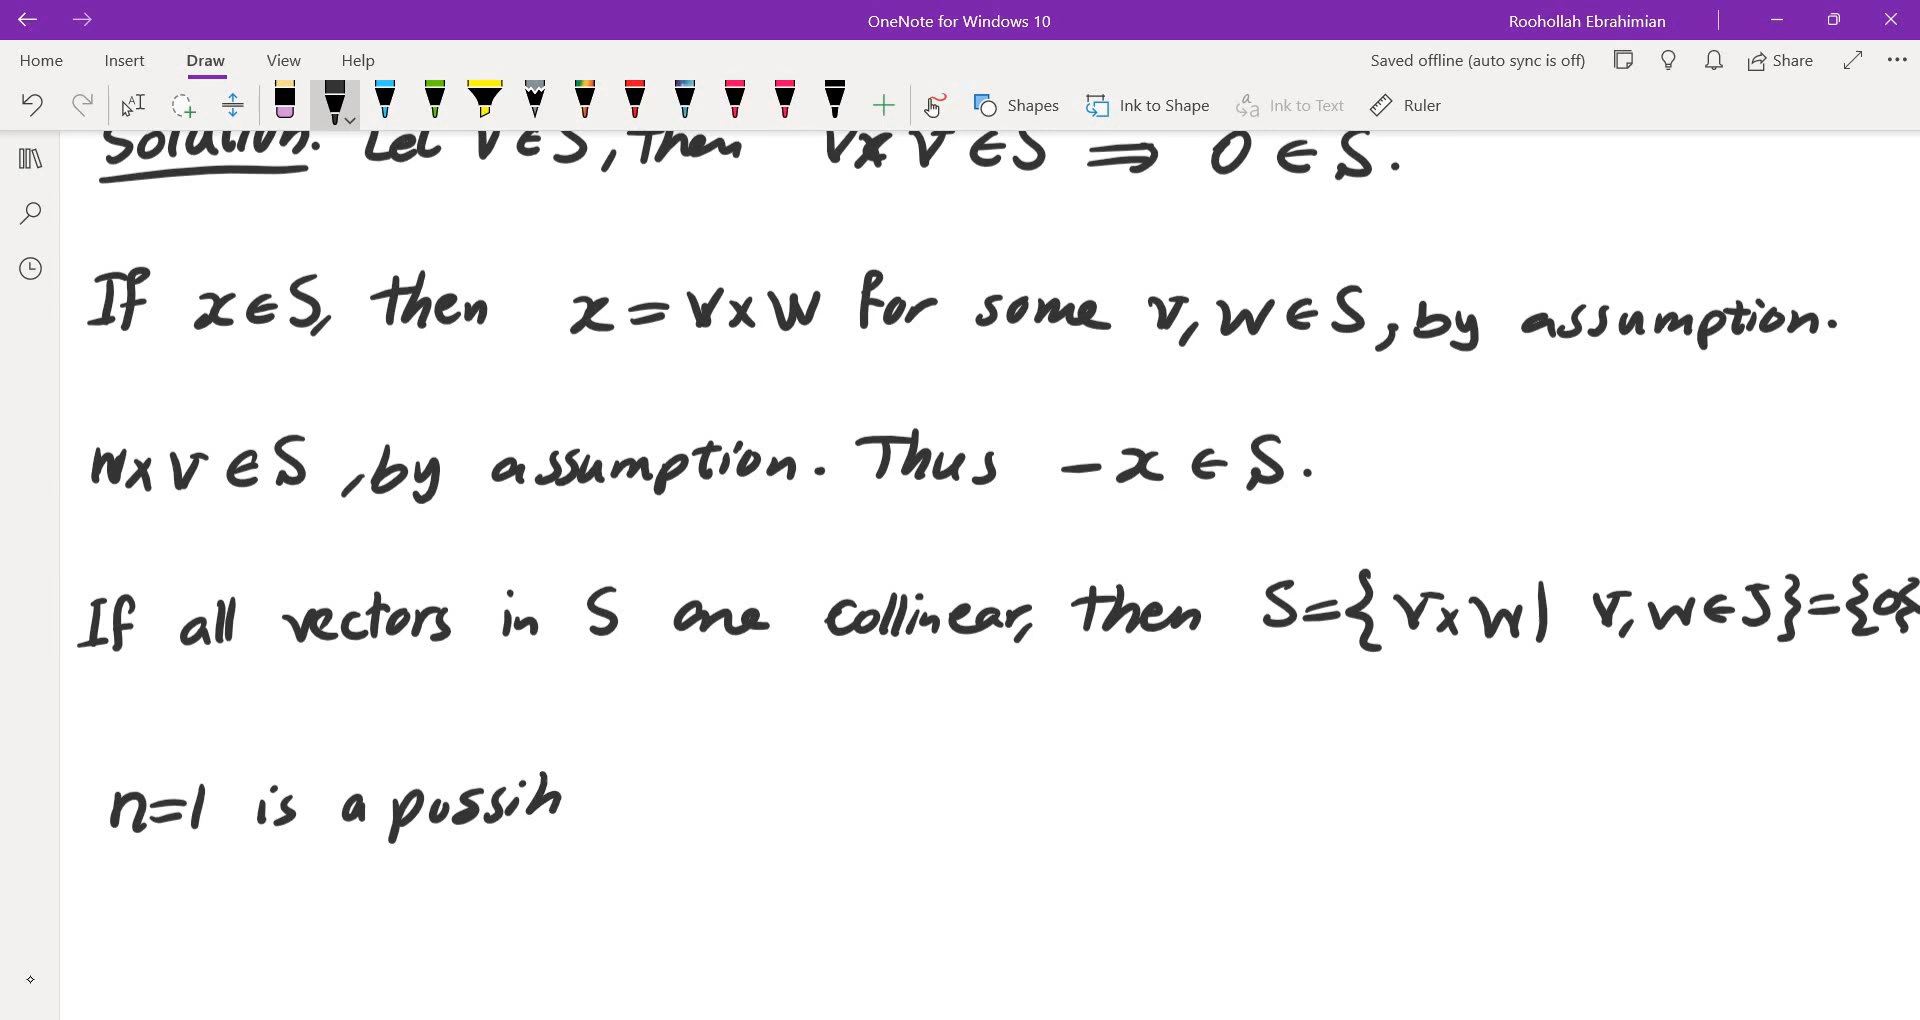 OneNote for Windows 10
Roohollah Ebrahimian
Home Insert Draw View Help
Saved offline (auto sync is off) Share
Shapes Ink to Shape Ink to Text Ruler
Solution. Let v ∈ S, then v × v ∈ S ⟹ 0 ∈ S.
If x ∈ S, then x = v × w for some v, w ∈ S, by assumption.
w × v ∈ S, by assumption. Thus -x ∈ S.
If all vectors in S are collinear, then S = { v × w | v, w ∈ S } = {0}
n=1 is a possib